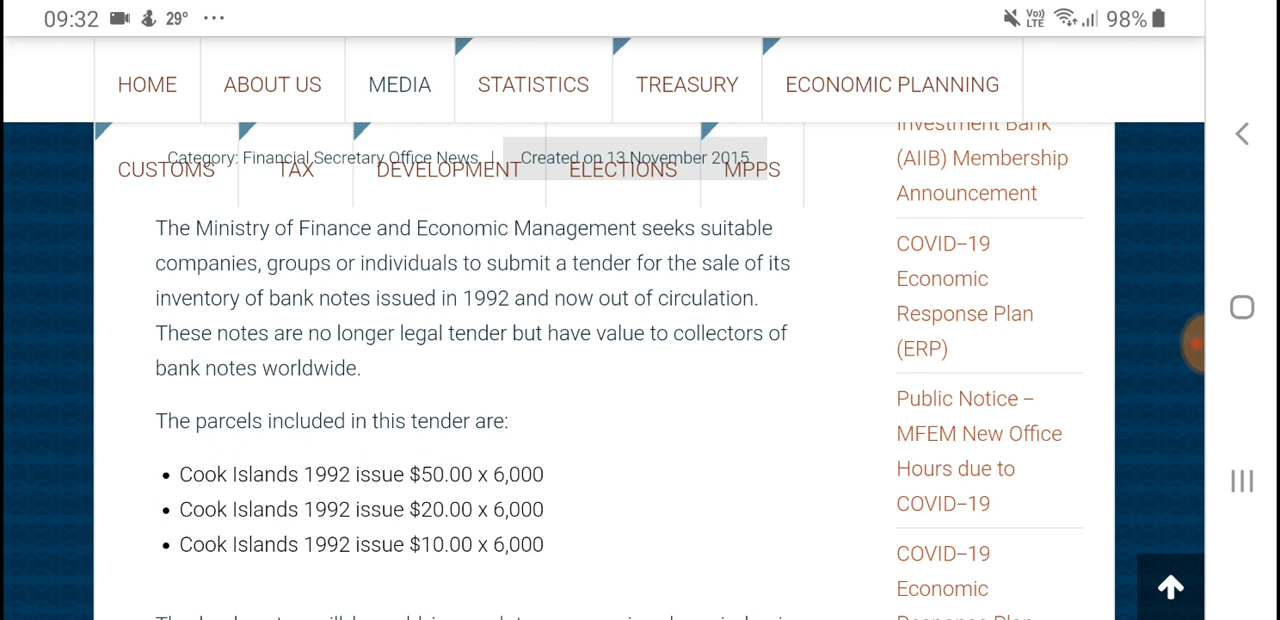 09:32 29° ... Vo) LTE 98%
HOME ABOUT US MEDIA STATISTICS TREASURY ECONOMIC PLANNING
CUSTOMS TAX DEVELOPMENT ELECTIONS MPPS
Category: Financial Secretary Office News | Created on 13 November 2015
The Ministry of Finance and Economic Management seeks suitable
companies, groups or individuals to submit a tender for the sale of its
inventory of bank notes issued in 1992 and now out of circulation.
These notes are no longer legal tender but have value to collectors of
bank notes worldwide.
The parcels included in this tender are:
• Cook Islands 1992 issue $50.00 x 6,000
• Cook Islands 1992 issue $20.00 x 6,000
• Cook Islands 1992 issue $10.00 x 6,000
Investment Bank
(AIIB) Membership
Announcement
COVID-19
Economic
Response Plan
(ERP)
Public Notice –
MFEM New Office
Hours due to
COVID-19
COVID-19
Economic
Response Plan